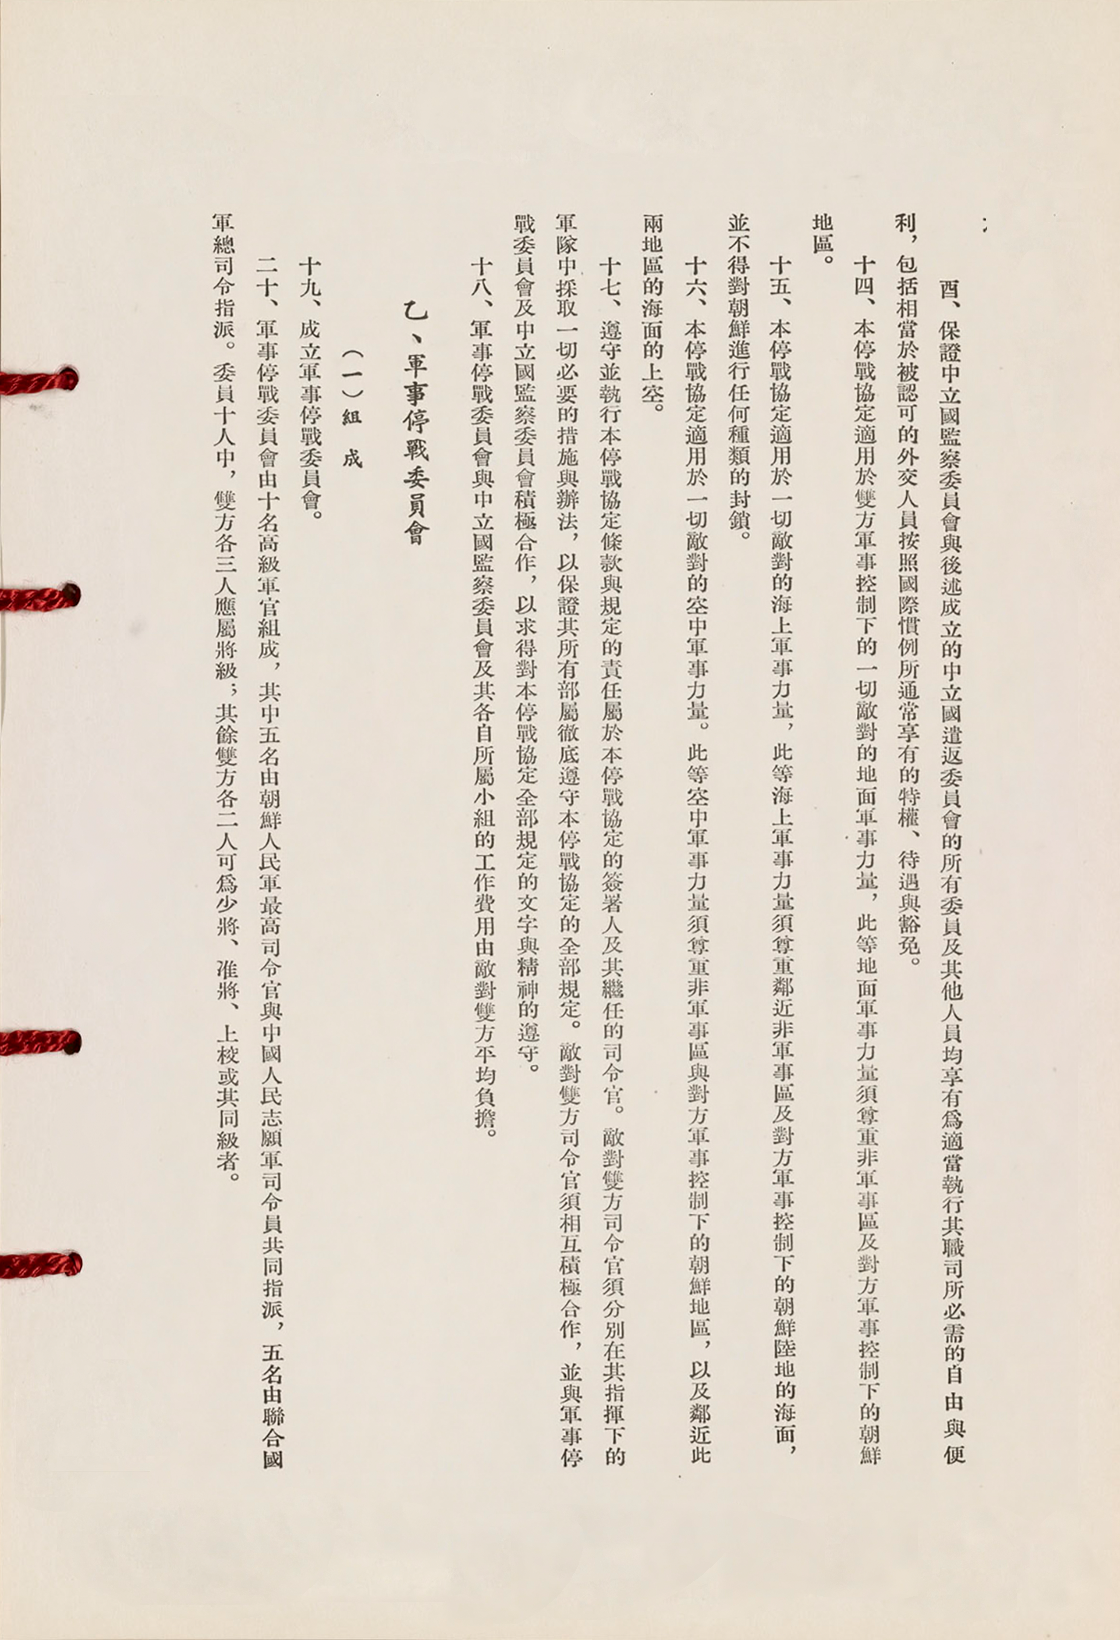 酉、保證中立國監察委員會與後述成立的中立國遣返委員會的所有委員及其他人員均享有爲適當執行其職司所必需的自由與便
利，包括相當於被認可的外交人員按照國際慣例所通常享有的特權、待遇與豁免。
十四、本停戰協定適用於雙方軍事控制下的一切敵對的地面軍事力量，此等地面軍事力量須尊重非軍事區及對方軍事控制下的朝鮮
地區。
十五、本停戰協定適用於一切敵對的海上軍事力量，此等海上軍事力量須尊重鄰近非軍事區及對方軍事控制下的朝鮮陸地的海面，
並不得對朝鮮進行任何種類的封鎖。
十六、本停戰協定適用於一切敵對的空中軍事力量。此等空中軍事力量須尊重非軍事區與對方軍事控制下的朝鮮地區，以及鄰近此
兩地區的海面的上空。
十七、遵守並執行本停戰協定條款與規定的責任屬於本停戰協定的簽署人及其繼任的司令官。敵對雙方司令官須分別在其指揮下的
軍隊中採取一切必要的措施與辦法，以保證其所有部屬徹底遵守本停戰協定的全部規定。敵對雙方司令官須相互積極合作，並與軍事停
戰委員會及中立國監察委員會積極合作，以求得對本停戰協定全部規定的文字與精神的遵守。
十八、軍事停戰委員會與中立國監察委員會及其各自所屬小組的工作費用由敵對雙方平均負擔。
乙、軍事停戰委員會
（一）組成
十九、成立軍事停戰委員會。
二十、軍事停戰委員會由十名高級軍官組成，其中五名由朝鮮人民軍最高司令官與中國人民志願軍司令員共同指派，五名由聯合國
軍總司令指派。委員十人中，雙方各三人應屬將級；其餘雙方各二人可爲少將、准將、上校或其同級者。